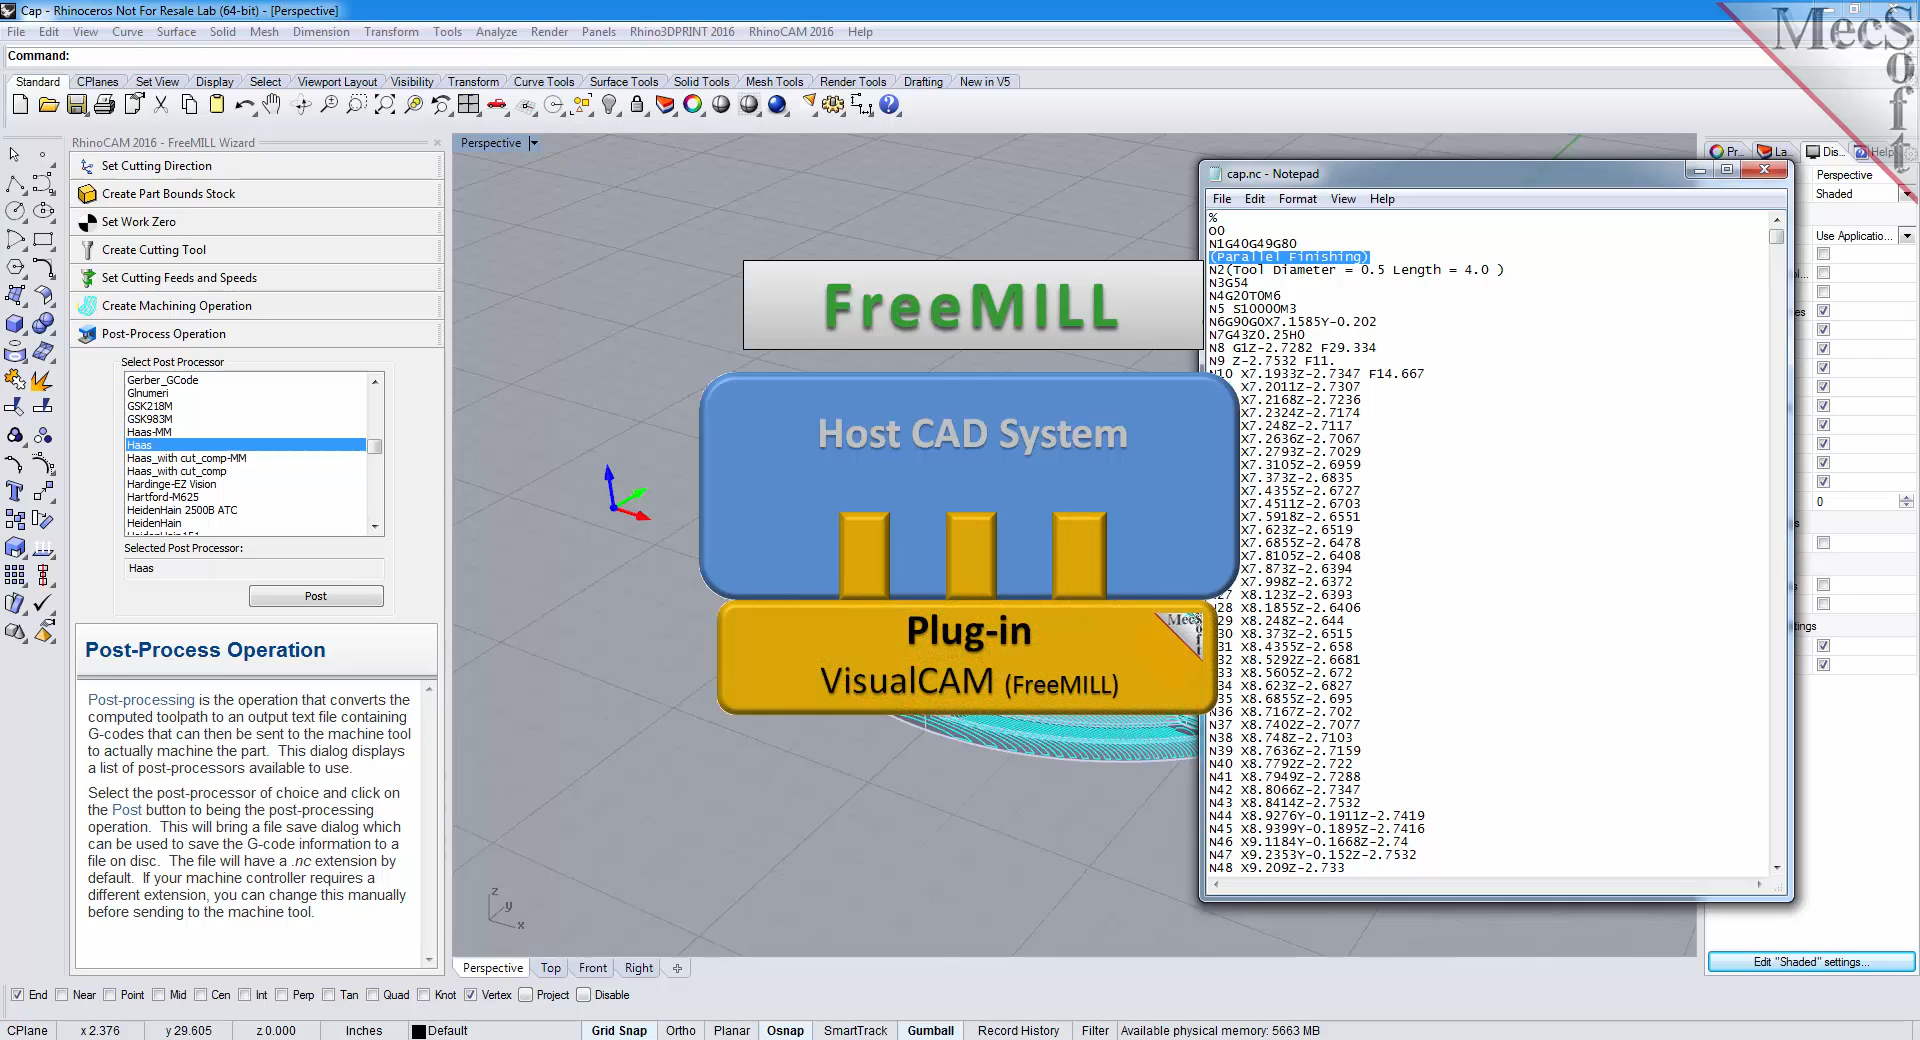 Cap - Rhinoceros Not For Resale Lab (64-bit) - [Perspective]
File Edit View Curve Surface Solid Mesh Dimension Transform Tools Analyze Render Panels Rhino3DPRINT 2016 RhinoCAM 2016 Help
Command:
Standard CPlanes Set View Display Select Viewport Layout Visibility Transform Curve Tools Surface Tools Solid Tools Mesh Tools Render Tools Drafting New in V5
MecSoft
RhinoCAM 2016 - FreeMILL Wizard
Set Cutting Direction
Create Part Bounds Stock
Set Work Zero
Create Cutting Tool
Set Cutting Feeds and Speeds
Create Machining Operation
Post-Process Operation
Select Post Processor
Gerber_GCode
Glnumeri
GSK218M
GSK983M
Haas-MM
Haas
Haas_with cut_comp-MM
Haas_with cut_comp
Hardinge-EZ Vision
Hartford-M625
HeidenHain 2500B ATC
HeidenHain
Selected Post Processor:
Haas
Post
Post-Process Operation
Post-processing is the operation that converts the
computed toolpath to an output text file containing
G-codes that can then be sent to the machine tool
to actually machine the part. This dialog displays
a list of post-processors available to use.
Select the post-processor of choice and click on
the Post button to being the post-processing
operation. This will bring a file save dialog which
can be used to save the G-code information to a
file on disc. The file will have a .nc extension by
default. If your machine controller requires a
different extension, you can change this manually
before sending to the machine tool.
Perspective
FreeMILL
Host CAD System
Plug-in
MecSoft
VisualCAM (FreeMILL)
z
y
x
cap.nc - Notepad
File Edit Format View Help
%
O0
N1G40G49G80
(Parallel Finishing)
N2(Tool Diameter = 0.5 Length = 4.0 )
N3G54
N4G20T0M6
N5 S10000M3
N6G90G0X7.1585Y-0.202
N7G43Z0.25H0
N8 G1Z-2.7282 F29.334
N9 Z-2.7532 F11.
N10 X7.1933Z-2.7347 F14.667
X7.2011Z-2.7307
X7.2168Z-2.7236
X7.2324Z-2.7174
X7.248Z-2.7117
X7.2636Z-2.7067
X7.2793Z-2.7029
X7.3105Z-2.6959
X7.373Z-2.6835
X7.4355Z-2.6727
X7.4511Z-2.6703
X7.5918Z-2.6551
X7.623Z-2.6519
X7.6855Z-2.6478
X7.8105Z-2.6408
X7.873Z-2.6394
X7.998Z-2.6372
27 X8.123Z-2.6393
28 X8.1855Z-2.6406
29 X8.248Z-2.644
30 X8.373Z-2.6515
31 X8.4355Z-2.658
32 X8.5292Z-2.6681
33 X8.5605Z-2.672
34 X8.623Z-2.6827
35 X8.6855Z-2.695
N36 X8.7167Z-2.702
N37 X8.7402Z-2.7077
N38 X8.748Z-2.7103
N39 X8.7636Z-2.7159
N40 X8.7792Z-2.722
N41 X8.7949Z-2.7288
N42 X8.8066Z-2.7347
N43 X8.8414Z-2.7532
N44 X8.9276Y-0.1911Z-2.7419
N45 X8.9399Y-0.1895Z-2.7416
N46 X9.1184Y-0.1668Z-2.74
N47 X9.2353Y-0.152Z-2.7532
N48 X9.209Z-2.733
Pr... La... Dis... Help
Perspective
Shaded
Use Applicatio...
0
Edit "Shaded" settings...
Perspective Top Front Right
End Near Point Mid Cen Int Perp Tan Quad Knot Vertex Project Disable
CPlane x 2.376 y 29.605 z 0.000 Inches Default Grid Snap Ortho Planar Osnap SmartTrack Gumball Record History Filter Available physical memory: 5663 MB